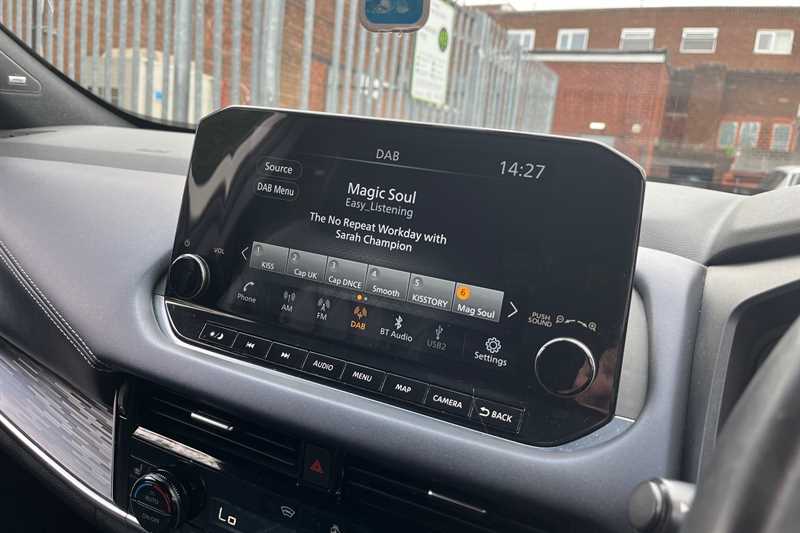 DAB
14:27
Source
DAB Menu
Magic Soul
Easy_Listening
The No Repeat Workday with
Sarah Champion
VOL
1 KISS
2 Cap UK
3 Cap DNCE
4 Smooth
5 KISSTORY
6 Mag Soul
Phone
AM
FM
DAB
BT Audio
USB2
Settings
PUSH
SOUND
AUDIO
MENU
MAP
CAMERA
BACK
AUTO
ON
Lo